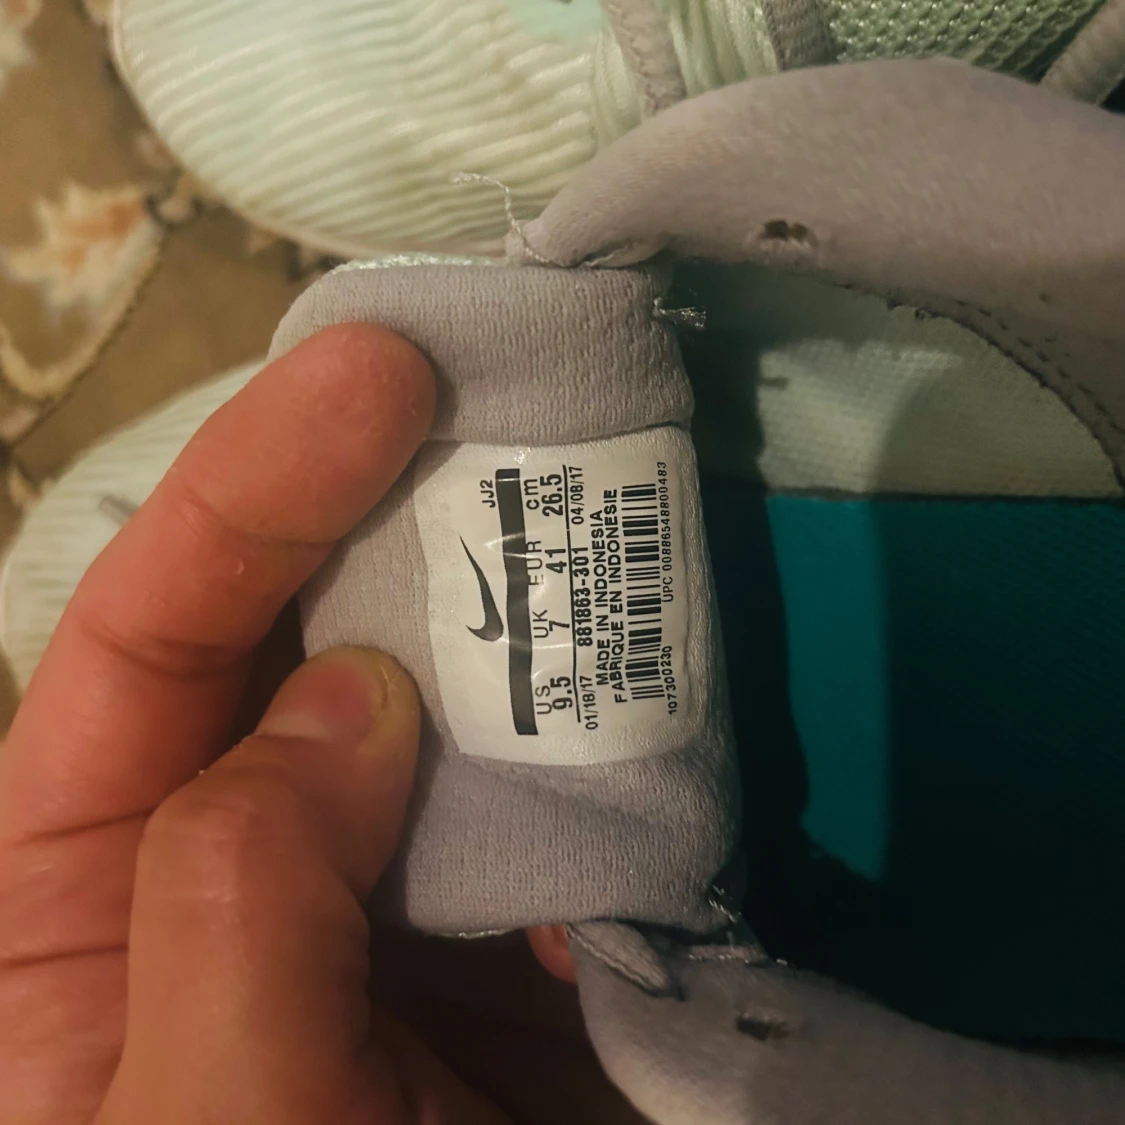 JJ2
US UK EUR cm
9.5 7 41 26.5
01/18/17 881863-301 04/08/17
MADE IN INDONESIA
FABRIQUE EN INDONESIE
107300230 UPC 00886548800483